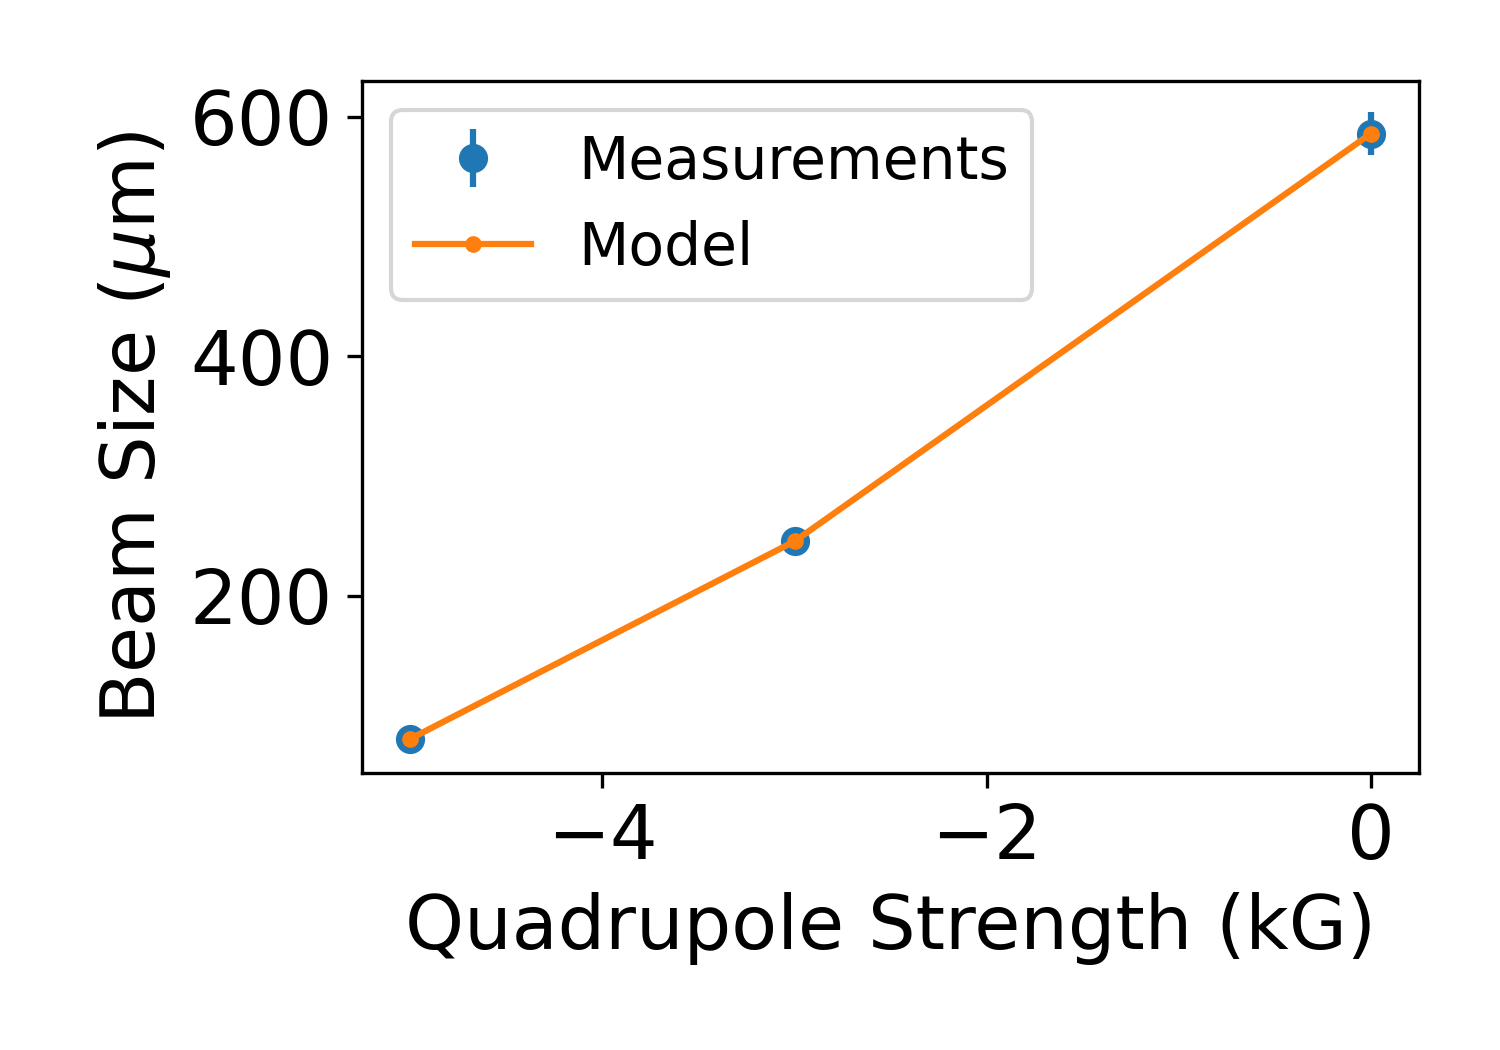 600
400
200
Beam Size (μm)
Measurements
Model
−4
−2
0
Quadrupole Strength (kG)